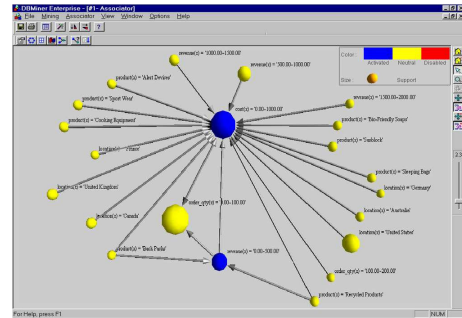 DBMiner Enterprise - [#1- Associator]
File Mining Associator View Window Options Help
revenue(s) = '1000.00~1500.00'
revenue(s) = '500.00~1000.00'
product(s) = 'Alert Devices'
cost(s) = '0.00~1000.00'
product(s) = 'Sport Wear'
product(s) = 'Cooking Equipment'
location(s) = 'France'
location(s) = 'United Kingdom'
location(s) = 'Canada'
product(s) = 'Back Packs'
order_qty(s) = '0.00~100.00'
revenue(s) = '0.00~500.00'
revenue(s) = '1500.00~2000.00'
product(s) = 'Bio-Friendly Soaps'
product(s) = 'Sunblock'
product(s) = 'Sleeping Bags'
location(s) = 'Germany'
location(s) = 'Australia'
location(s) = 'United States'
order_qty(s) = '100.00~200.00'
product(s) = 'Recycled Products'
Color:
Activated Neutral Disabled
Size : Support
For Help, press F1
NUM